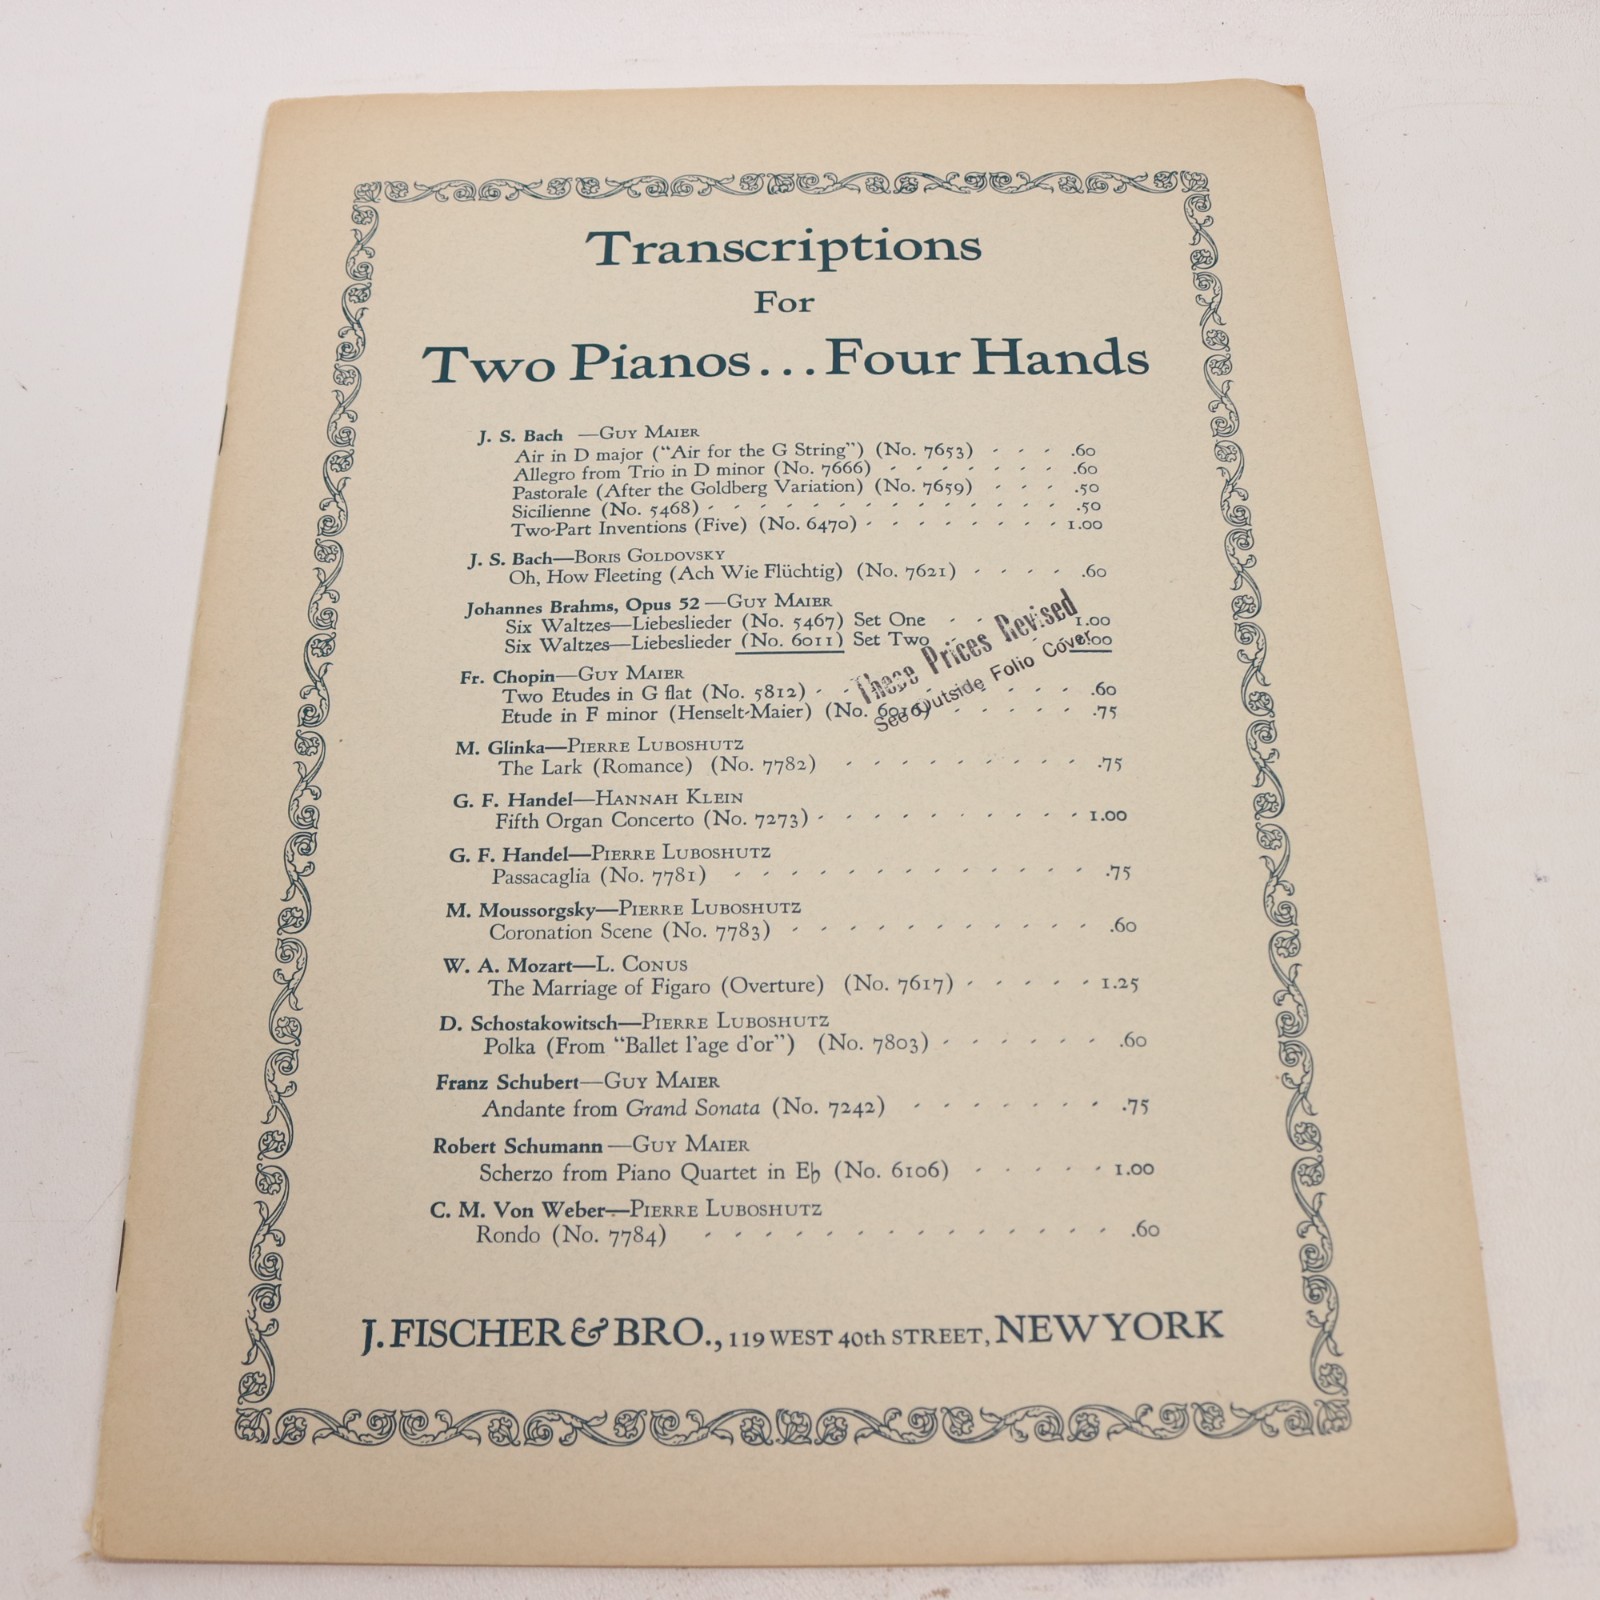 Transcriptions
For
Two Pianos...Four Hands
J. S. Bach —GUY MAIER
Air in D major ("Air for the G String") (No. 7653) - - - .60
Allegro from Trio in D minor (No. 7666) - - - - - - - .60
Pastorale (After the Goldberg Variation) (No. 7659) - - - .50
Sicilienne (No. 5468) - - - - - - - - - - - - - .50
Two-Part Inventions (Five) (No. 6470) - - - - - - - - 1.00
J. S. Bach—BORIS GOLDOVSKY
Oh, How Fleeting (Ach Wie Flüchtig) (No. 7621) - - - - .60
Johannes Brahms, Opus 52 —GUY MAIER
Six Waltzes—Liebeslieder (No. 5467) Set One - - - 1.00
Six Waltzes—Liebeslieder (No. 6011) Set Two - - - .00
These Prices Revised
See Outside Folio Cover
Fr. Chopin—GUY MAIER
Two Etudes in G flat (No. 5812) - - - - - - - - - .60
Etude in F minor (Henselt-Maier) (No. 6016) - - - - - .75
M. Glinka—PIERRE LUBOSHUTZ
The Lark (Romance) (No. 7782) - - - - - - - - - .75
G. F. Handel—HANNAH KLEIN
Fifth Organ Concerto (No. 7273) - - - - - - - - - - 1.00
G. F. Handel—PIERRE LUBOSHUTZ
Passacaglia (No. 7781) - - - - - - - - - - - - - .75
M. Moussorgsky—PIERRE LUBOSHUTZ
Coronation Scene (No. 7783) - - - - - - - - - - - .60
W. A. Mozart—L. CONUS
The Marriage of Figaro (Overture) (No. 7617) - - - - - 1.25
D. Schostakowitsch—PIERRE LUBOSHUTZ
Polka (From "Ballet l'age d'or") (No. 7803) - - - - - - .60
Franz Schubert—GUY MAIER
Andante from Grand Sonata (No. 7242) - - - - - - - .75
Robert Schumann —GUY MAIER
Scherzo from Piano Quartet in E♭ (No. 6106) - - - - - 1.00
C. M. Von Weber—PIERRE LUBOSHUTZ
Rondo (No. 7784) - - - - - - - - - - - - - - .60
J. FISCHER & BRO., 119 WEST 40th STREET, NEW YORK